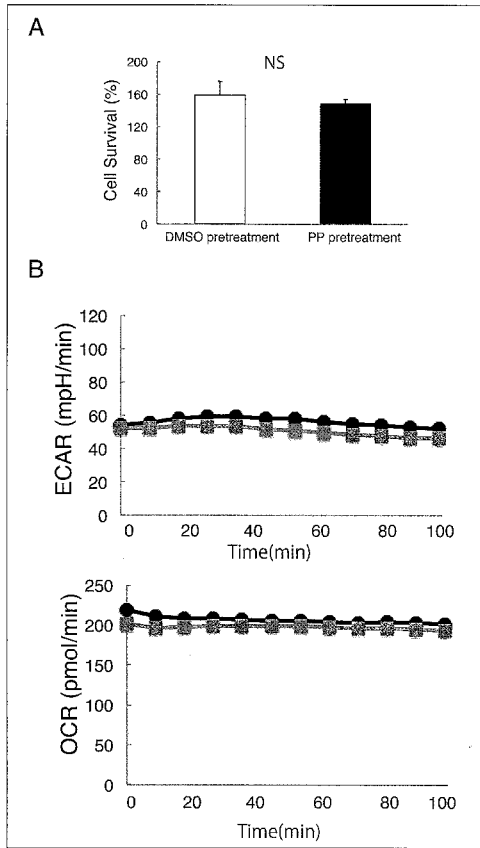 A
NS
Cell Survival (%)
200
160
120
80
40
0
DMSO pretreatment
PP pretreatment
B
ECAR (mpH/min)
120
100
80
60
40
20
0
0 20 40 60 80 100
Time(min)
OCR (pmol/min)
250
200
150
100
50
0
0 20 40 60 80 100
Time(min)